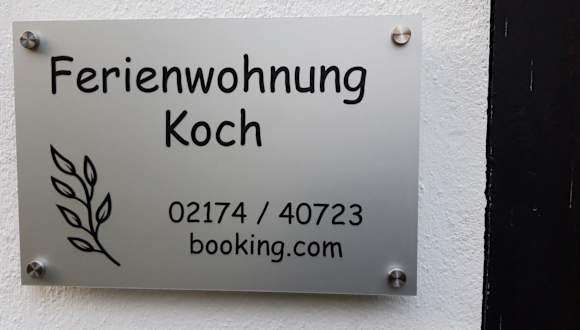 Ferienwohnung
Koch
02174 / 40723
booking.com